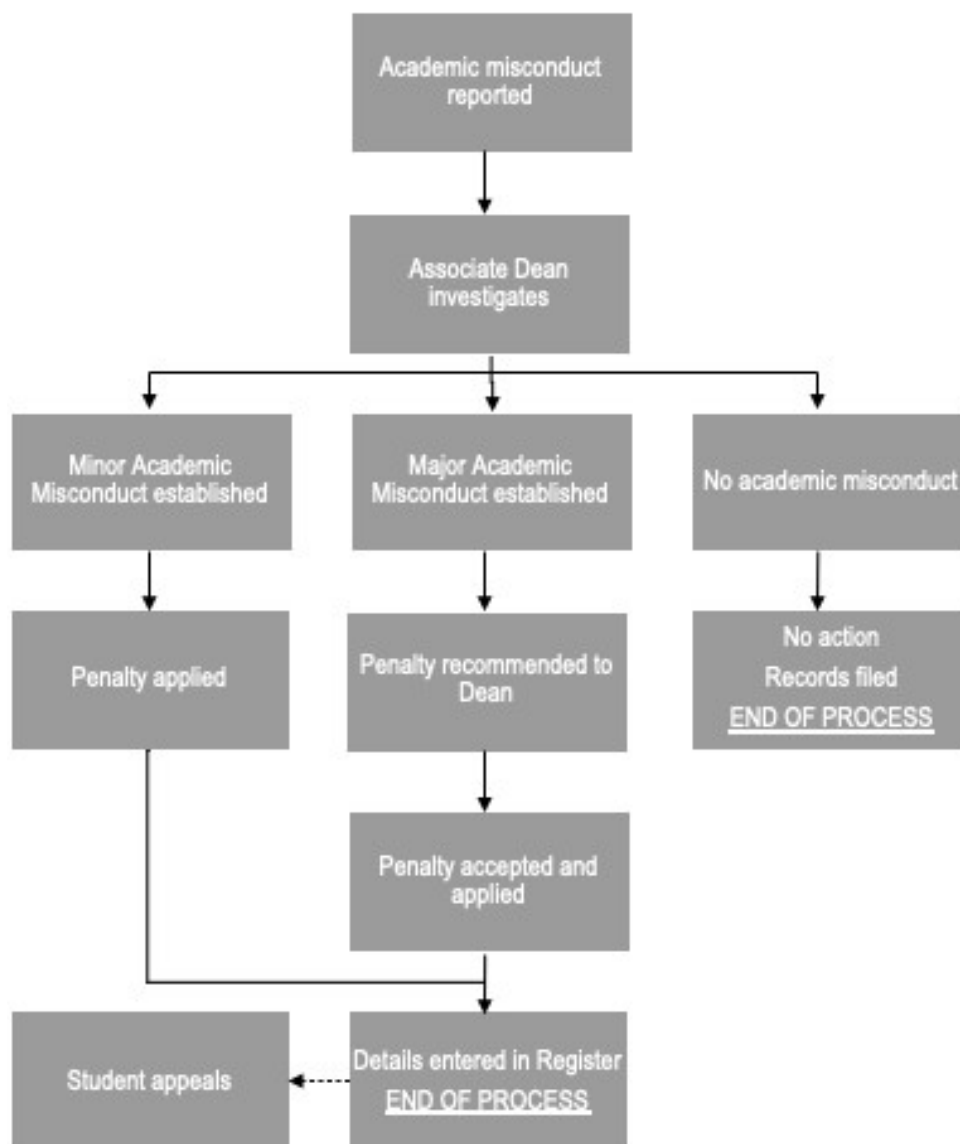 Academic misconduct
reported
Associate Dean
investigates
Minor Academic
Misconduct established
Major Academic
Misconduct established
No academic misconduct
Penalty applied
Penalty recommended to
Dean
No action
Records filed
END OF PROCESS
Penalty accepted and
applied
Student appeals
Details entered in Register
END OF PROCESS